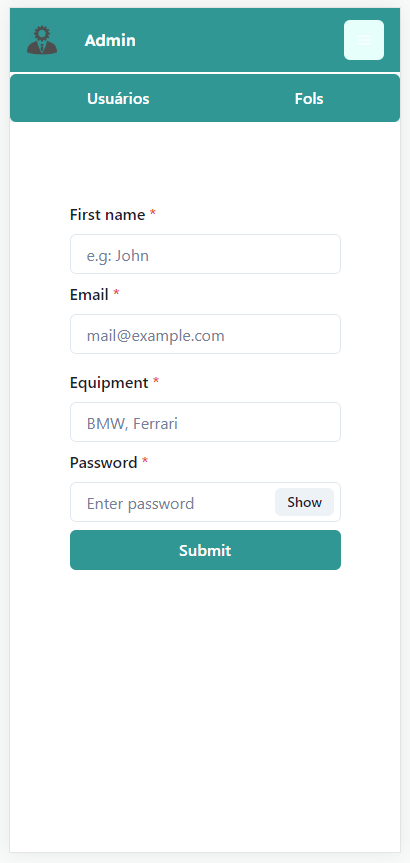 Admin
Usuários Fols
First name *
e.g: John
Email *
mail@example.com
Equipment *
BMW, Ferrari
Password *
Enter password Show
Submit